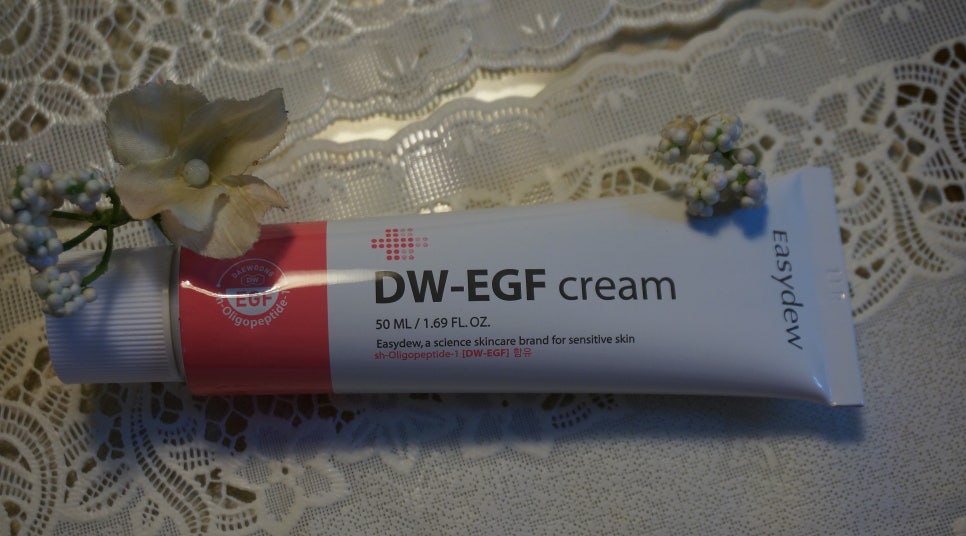 DAEWOONG
DW
EGF
sh-Oligopeptide-1
DW-EGF cream
50 ML / 1.69 FL. OZ.
Easydew, a science skincare brand for sensitive skin
sh-Oligopeptide-1 [DW-EGF] 함유
Easydew